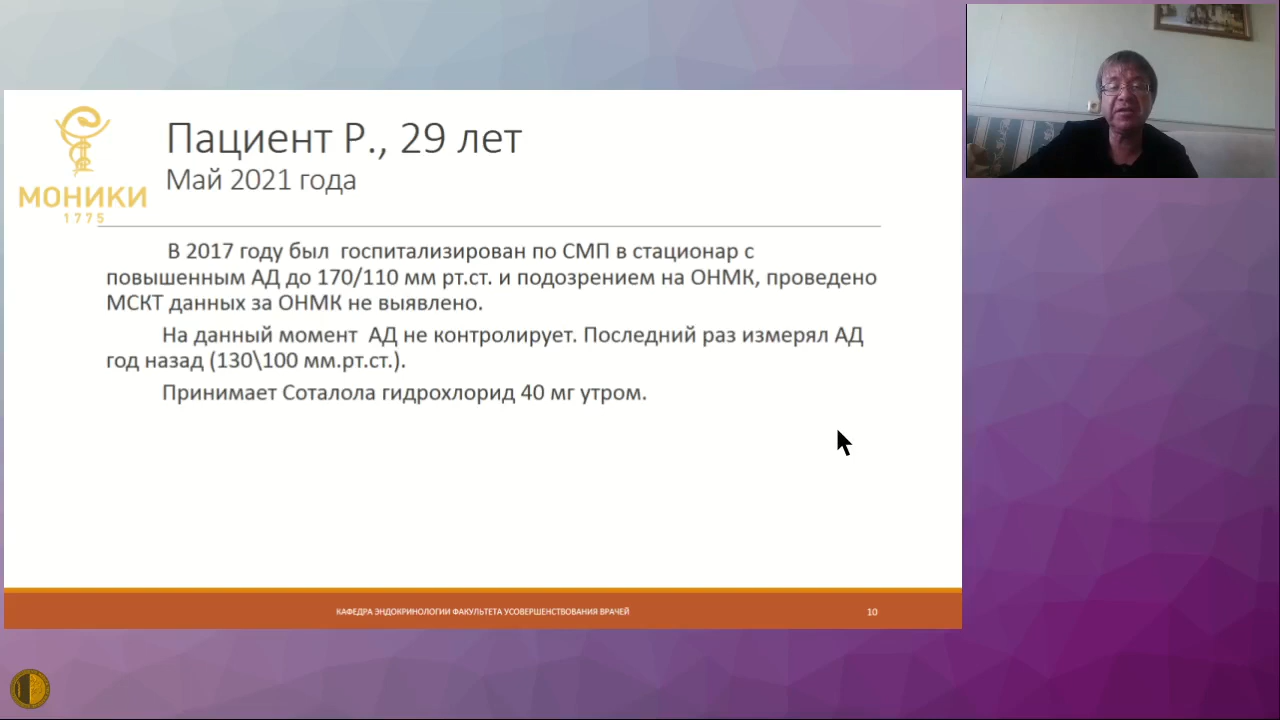 Пациент Р., 29 лет
Май 2021 года
МОНИКИ
1775
В 2017 году был госпитализирован по СМП в стационар с
повышенным АД до 170/110 мм рт.ст. и подозрением на ОНМК, проведено
МСКТ данных за ОНМК не выявлено.
На данный момент АД не контролирует. Последний раз измерял АД
год назад (130\100 мм.рт.ст.).
Принимает Соталола гидрохлорид 40 мг утром.
КАФЕДРА ЭНДОКРИНОЛОГИИ ФАКУЛЬТЕТА УСОВЕРШЕНСТВОВАНИЯ ВРАЧЕЙ
10